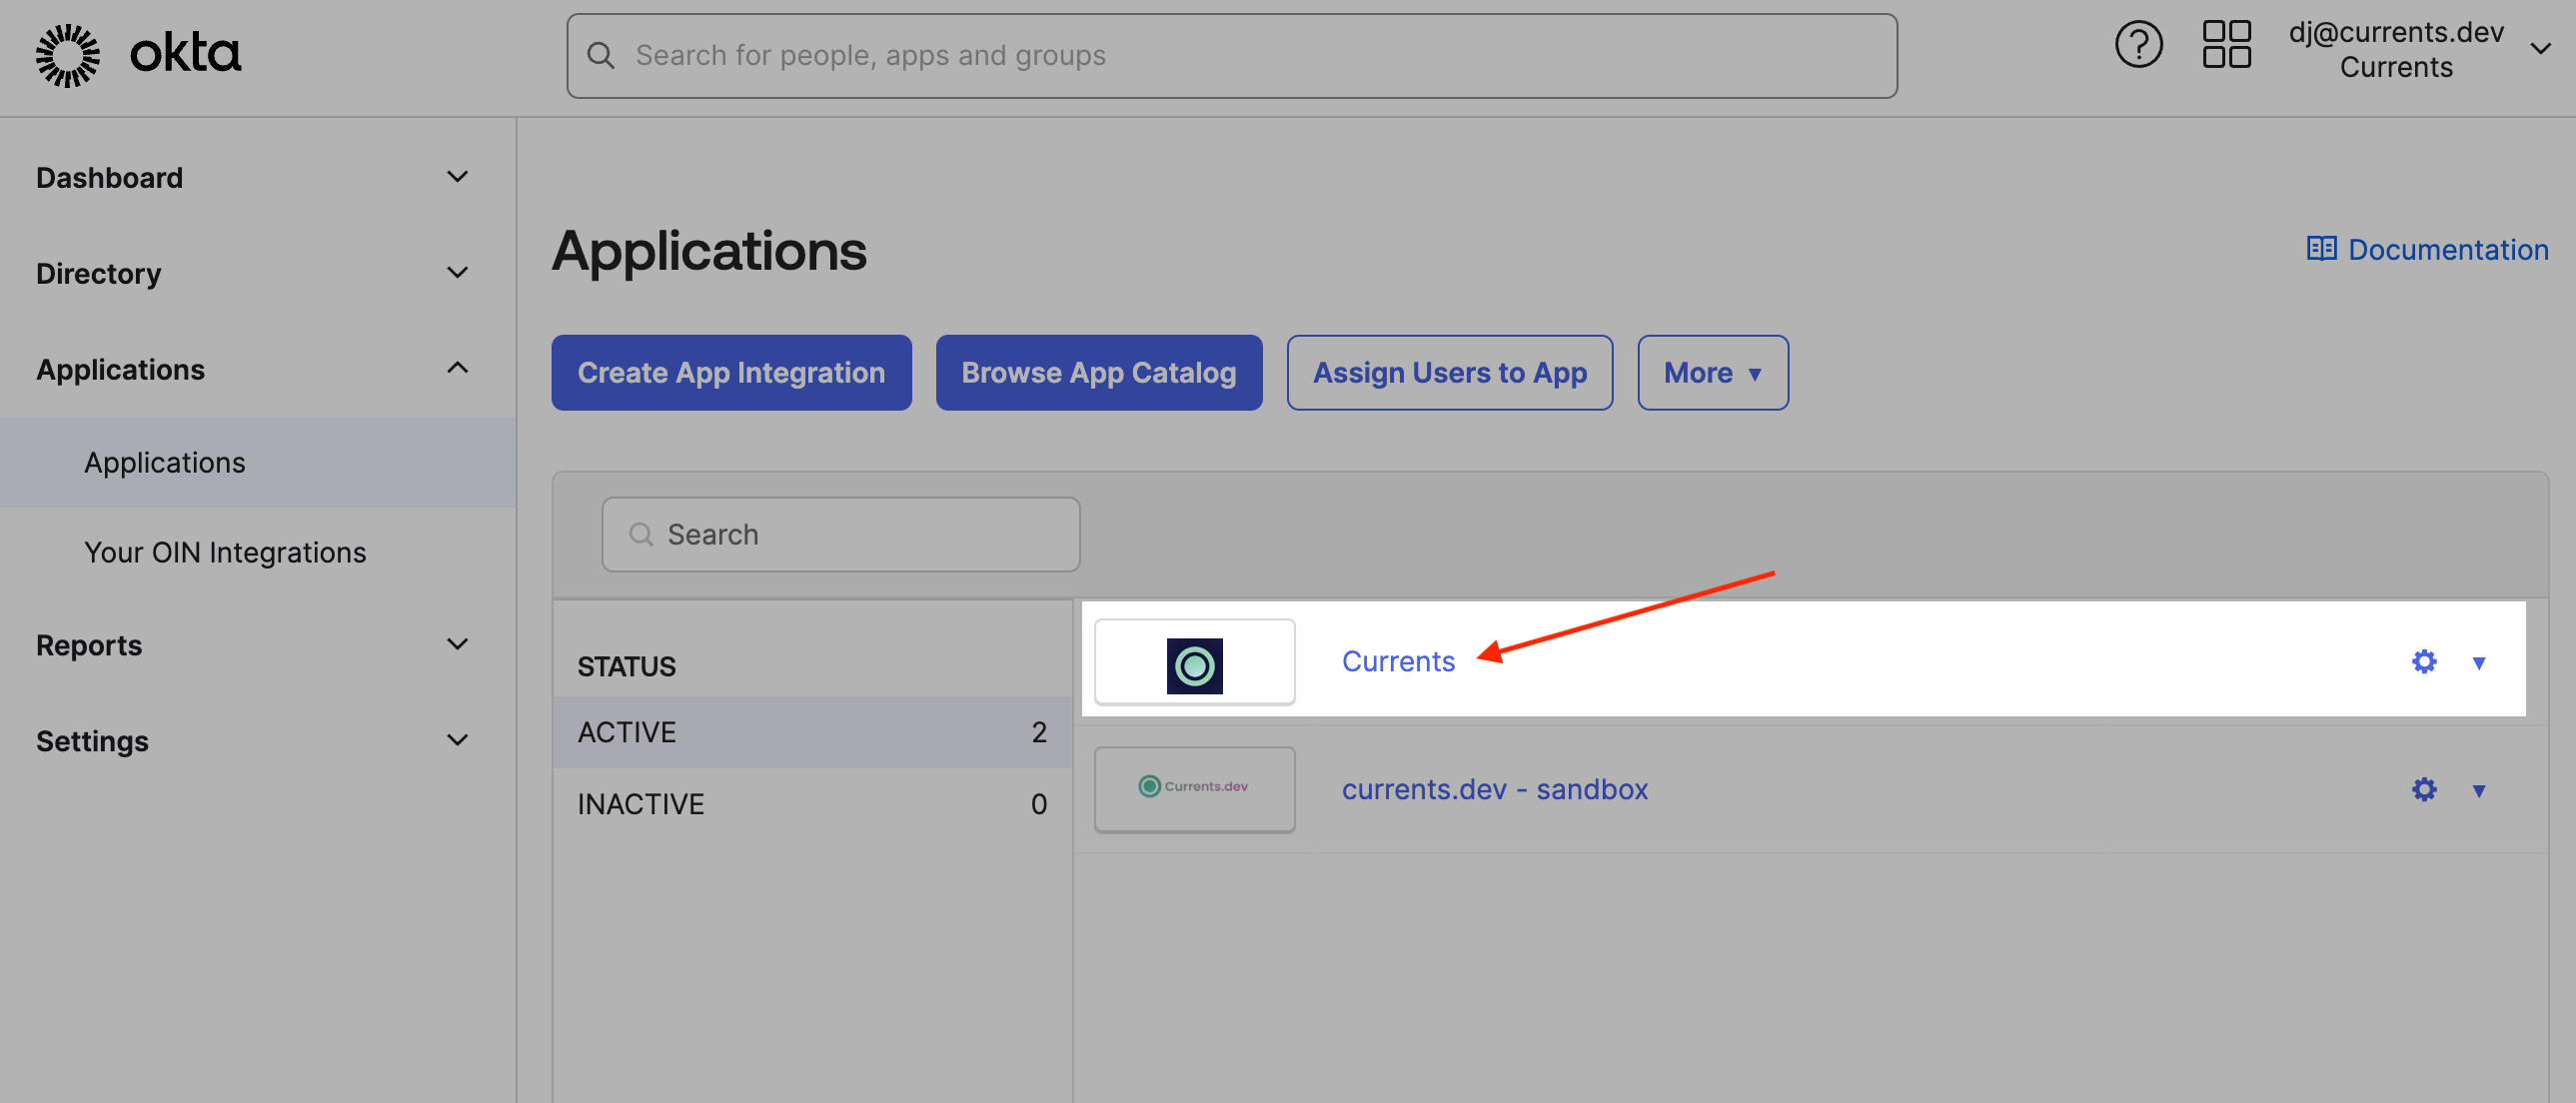 okta
Search for people, apps and groups
dj@currents.dev
Currents
Dashboard
Directory
Applications
Applications
Your OIN Integrations
Reports
Settings
Applications
Documentation
Create App Integration
Browse App Catalog
Assign Users to App
More
Search
STATUS
ACTIVE 2
INACTIVE 0
Currents
Currents.dev
currents.dev - sandbox